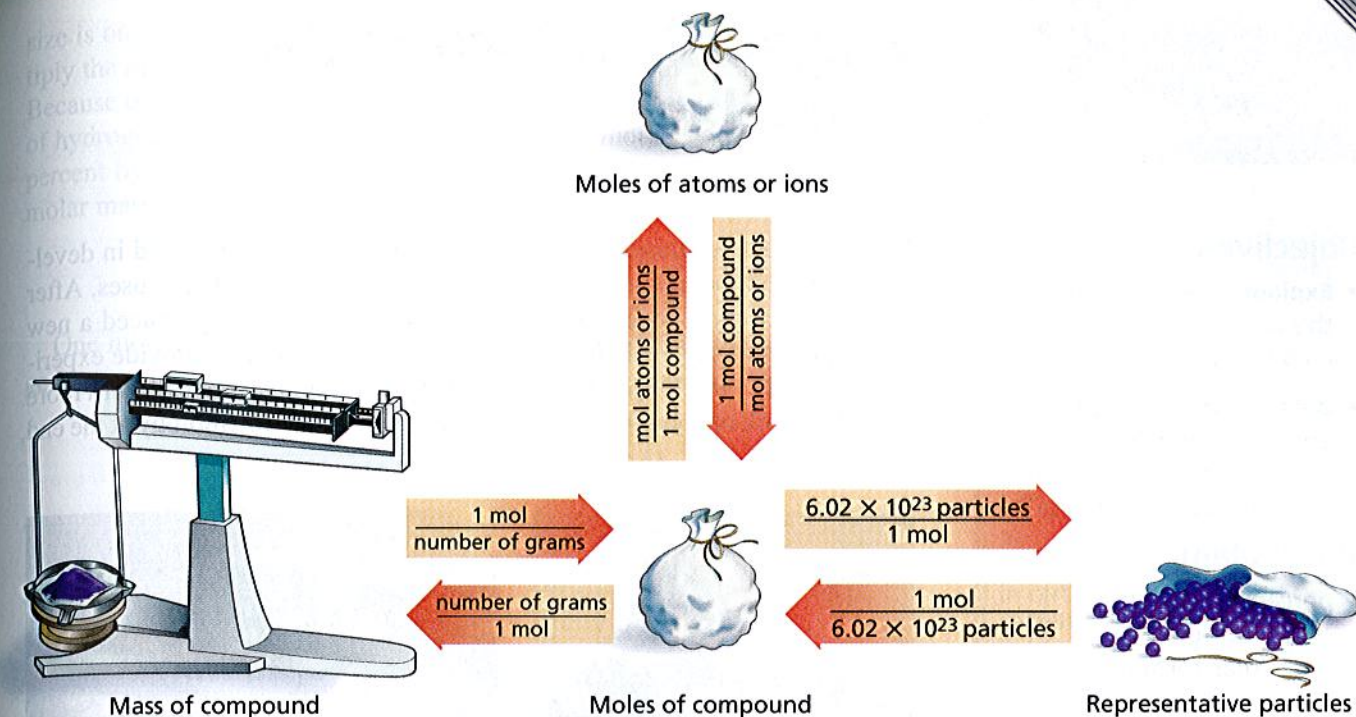 Moles of atoms or ions
mol atoms or ions
1 mol compound
1 mol compound
mol atoms or ions
1 mol
number of grams
6.02 × 10²³ particles
1 mol
number of grams
1 mol
1 mol
6.02 × 10²³ particles
Mass of compound
Moles of compound
Representative particles